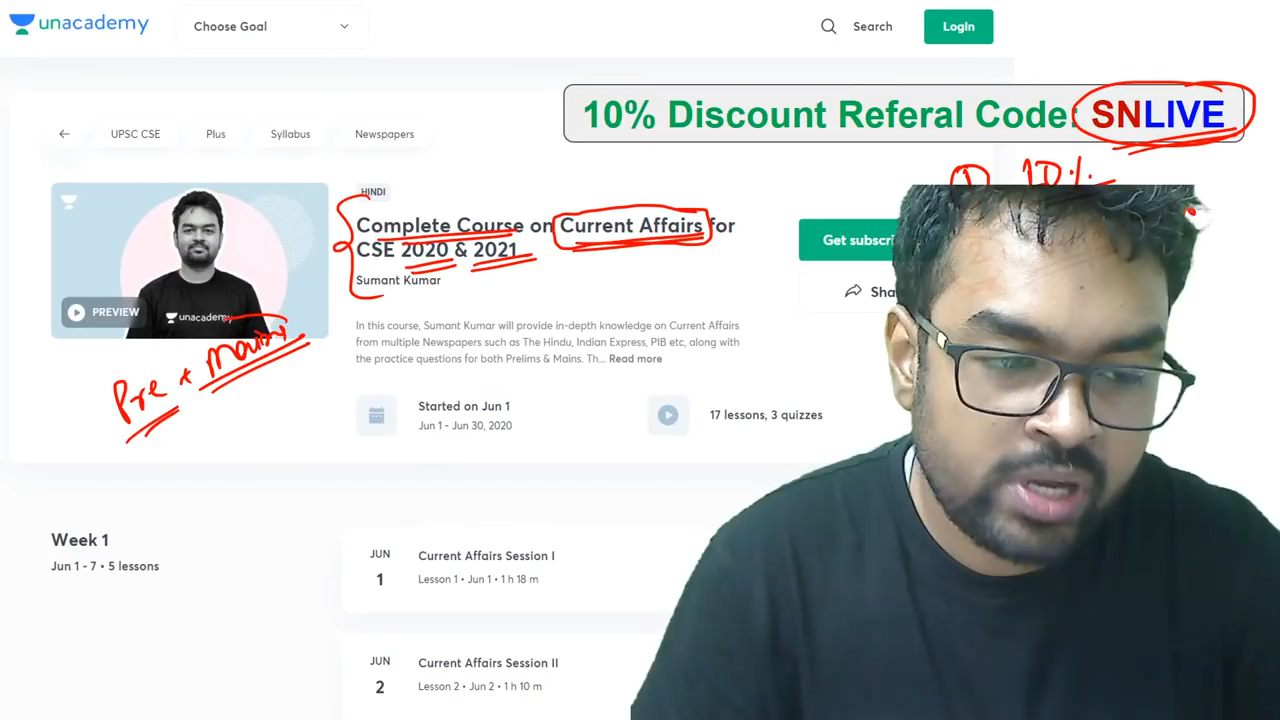 unacademy
Choose Goal
Search
Login
10% Discount Referal Code: SNLIVE
UPSC CSE
Plus
Syllabus
Newspapers
① 10%
HINDI
Complete Course on Current Affairs for
CSE 2020 & 2021
Sumant Kumar
Get subscri
Sha
PREVIEW
unacademy
Pre + Mains
In this course, Sumant Kumar will provide in-depth knowledge on Current Affairs
from multiple Newspapers such as The Hindu, Indian Express, PIB etc, along with
the practice questions for both Prelims & Mains. Th... Read more
Started on Jun 1
Jun 1 - Jun 30, 2020
17 lessons, 3 quizzes
Week 1
Jun 1 - 7 • 5 lessons
JUN
1
Current Affairs Session I
Lesson 1 • Jun 1 • 1 h 18 m
JUN
2
Current Affairs Session II
Lesson 2 • Jun 2 • 1 h 10 m